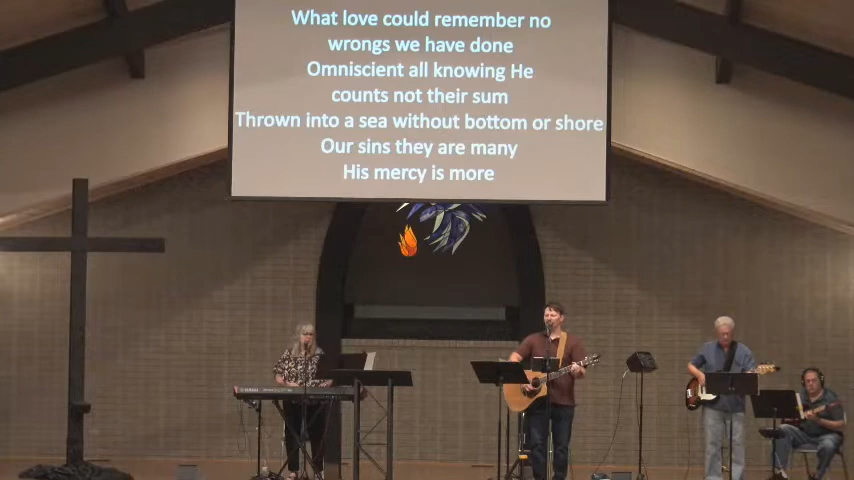 What love could remember no
wrongs we have done
Omniscient all knowing He
counts not their sum
Thrown into a sea without bottom or shore
Our sins they are many
His mercy is more